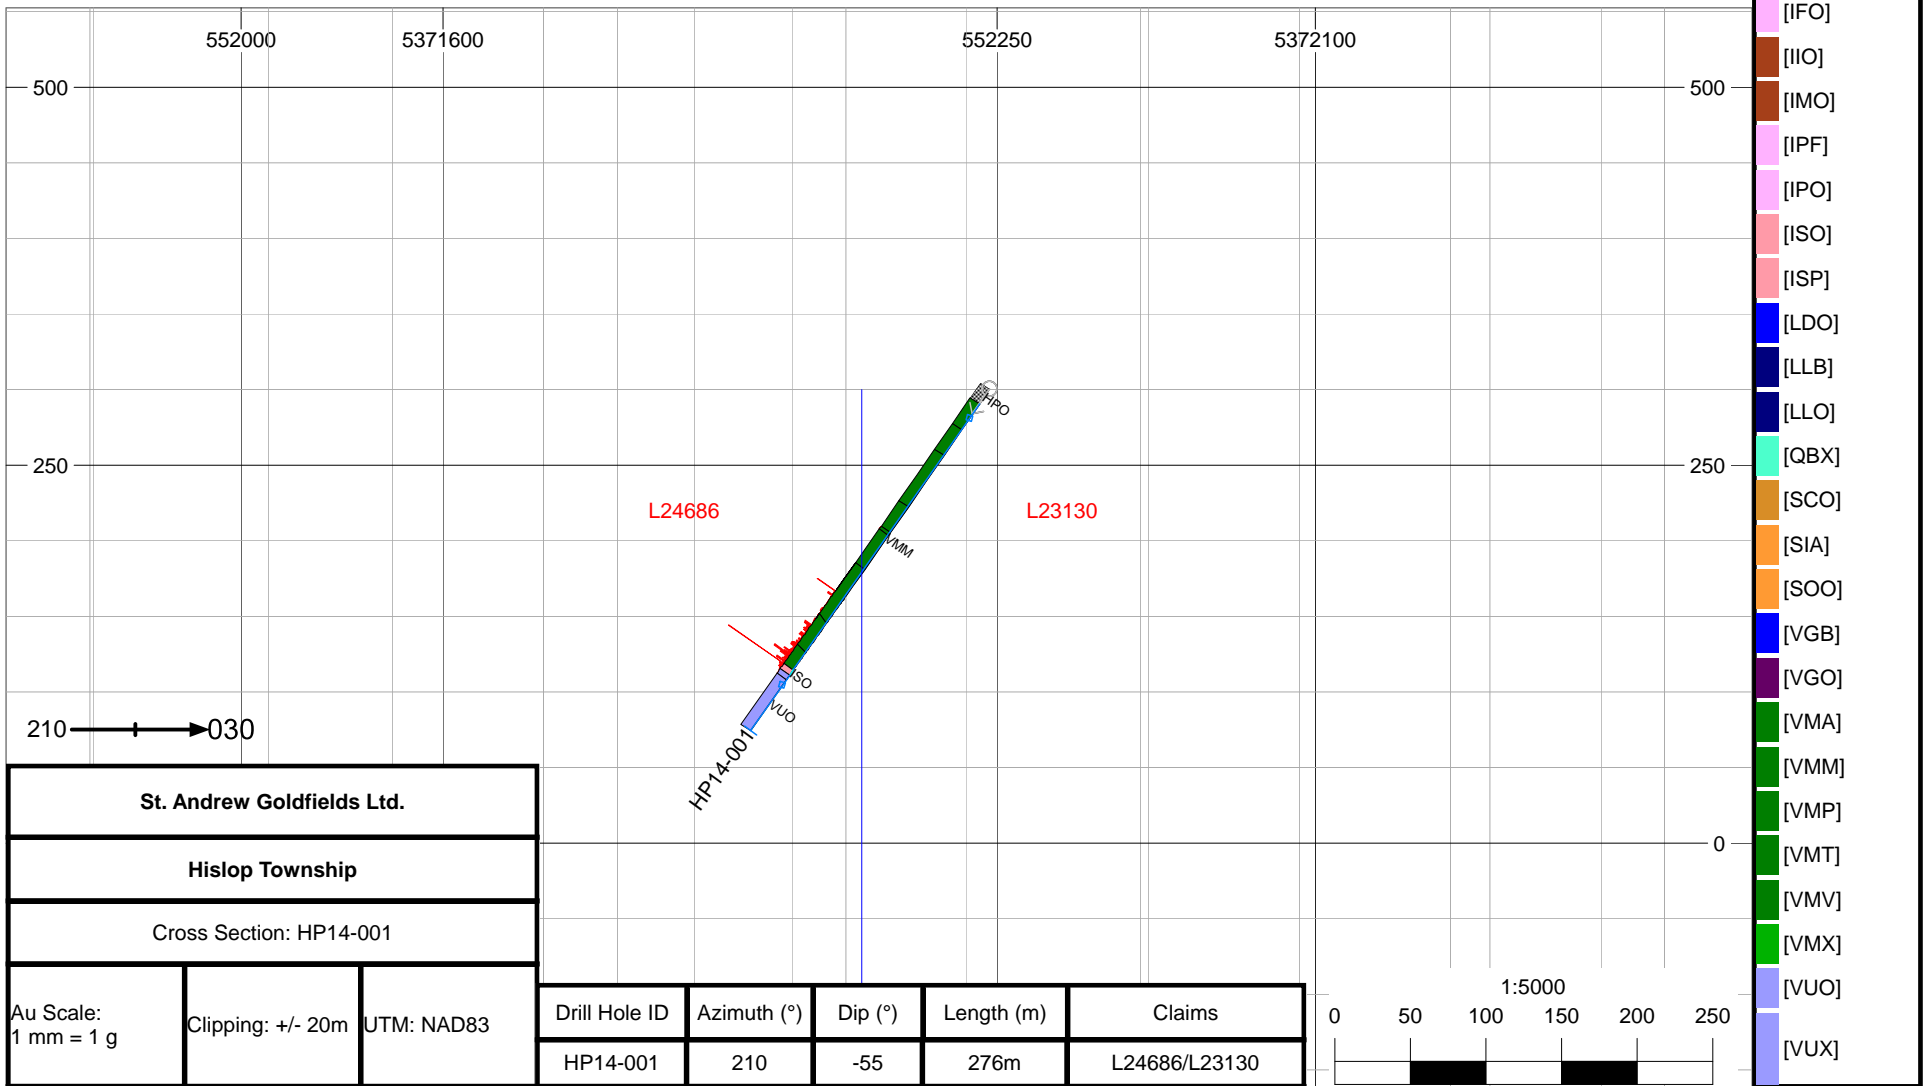 552000 5371600 552250 5372100
500 500
250 250
L24686 L23130
HPO
VMM
ISO
VUO
HP14-001
210 030
0
St. Andrew Goldfields Ltd.
Hislop Township
Cross Section: HP14-001
Au Scale:
1 mm = 1 g
Clipping: +/- 20m
UTM: NAD83
Drill Hole ID Azimuth (°) Dip (°) Length (m) Claims
HP14-001 210 -55 276m L24686/L23130
1:5000
0 50 100 150 200 250
[IFO]
[IIO]
[IMO]
[IPF]
[IPO]
[ISO]
[ISP]
[LDO]
[LLB]
[LLO]
[QBX]
[SCO]
[SIA]
[SOO]
[VGB]
[VGO]
[VMA]
[VMM]
[VMP]
[VMT]
[VMV]
[VMX]
[VUO]
[VUX]